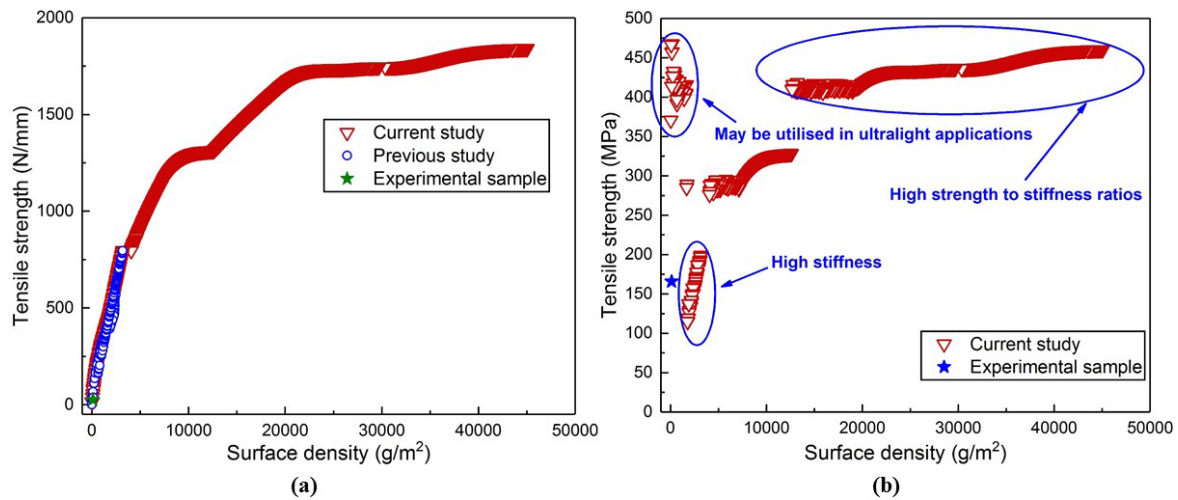 2000
1500
1000
500
0
Tensile strength (N/mm)
Current study
Previous study
Experimental sample
0 10000 20000 30000 40000 50000
Surface density (g/m²)
(a)
500
450
400
350
300
250
200
150
100
50
0
Tensile strength (MPa)
May be utilised in ultralight applications
High strength to stiffness ratios
High stiffness
Current study
Experimental sample
0 10000 20000 30000 40000 50000
Surface density (g/m²)
(b)